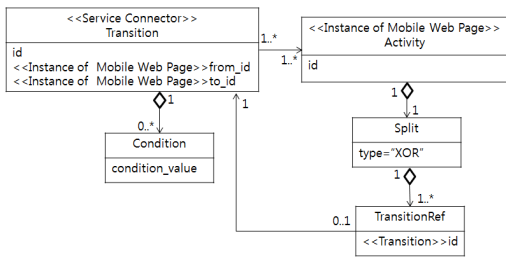 <<Service Connector>>
Transition
id
<<Instance of Mobile Web Page>>from_id
<<Instance of Mobile Web Page>>to_id
1..*
1..*
<<Instance of Mobile Web Page>>
Activity
id
1
0..*
Condition
condition_value
1
1
1
Split
type="XOR"
1
1..*
0..1
TransitionRef
<<Transition>>id